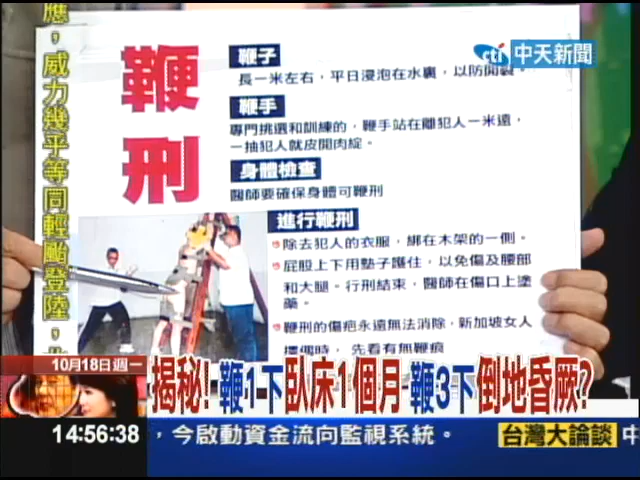 應，威力幾乎等同輕颱登陸，
中天新聞
鞭刑
鞭子
長一米左右，平日浸泡在水裏，以防開裂。
鞭手
專門挑選和訓練的，鞭手站在離犯人一米遠，
一抽犯人就皮開肉綻。
身體檢查
醫師要確保身體可鞭刑
進行鞭刑
除去犯人的衣服，綁在木架的一側。
屁股上下用墊子護住，以免傷及腰部
和大腿。行刑結束，醫師在傷口上塗
藥。
鞭刑的傷疤永遠無法消除，新加坡女人
擇偶時，先看有無鞭痕
10月18日週一
揭秘！鞭1下臥床1個月 鞭3下倒地昏厥？
14:56:38
，今啟動資金流向監視系統。
台灣大論談